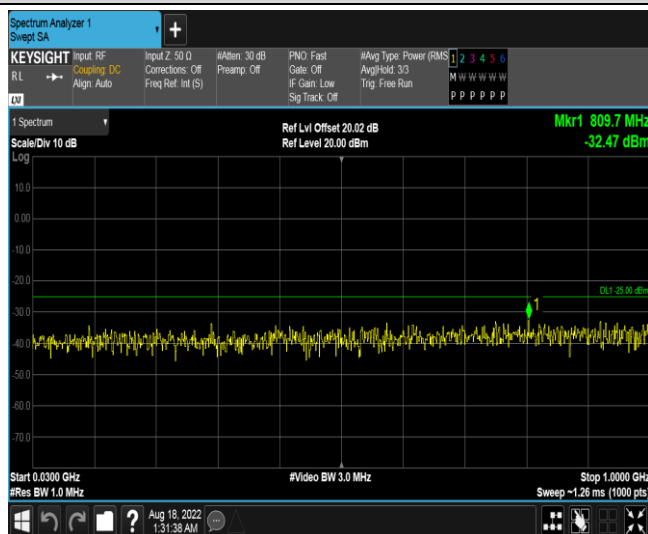 Spectrum Analyzer 1
Swept SA
+
KEYSIGHT Input: RF Input Z: 50 Ω #Atten: 30 dB PNO: Fast #Avg Type: Power (RMS 1 2 3 4 5 6
RL Coupling: DC Corrections: Off Preamp: Off Gate: Off Avg|Hold: 3/3 M W W W W W
Align: Auto Freq Ref: Int (S) IF Gain: Low Trig: Free Run
Sig Track: Off P P P P P P
LXI
1 Spectrum Ref Lvl Offset 20.02 dB Mkr1 809.7 MHz
Scale/Div 10 dB Ref Level 20.00 dBm -32.47 dBm
Log
10.0
0.00
-10.0
-20.0
DL1 -25.00 dBm
1
-30.0
-40.0
-50.0
-60.0
-70.0
Start 0.0300 GHz #Video BW 3.0 MHz Stop 1.0000 GHz
#Res BW 1.0 MHz Sweep ~1.26 ms (1000 pts)
? Aug 18, 2022
1:31:38 AM